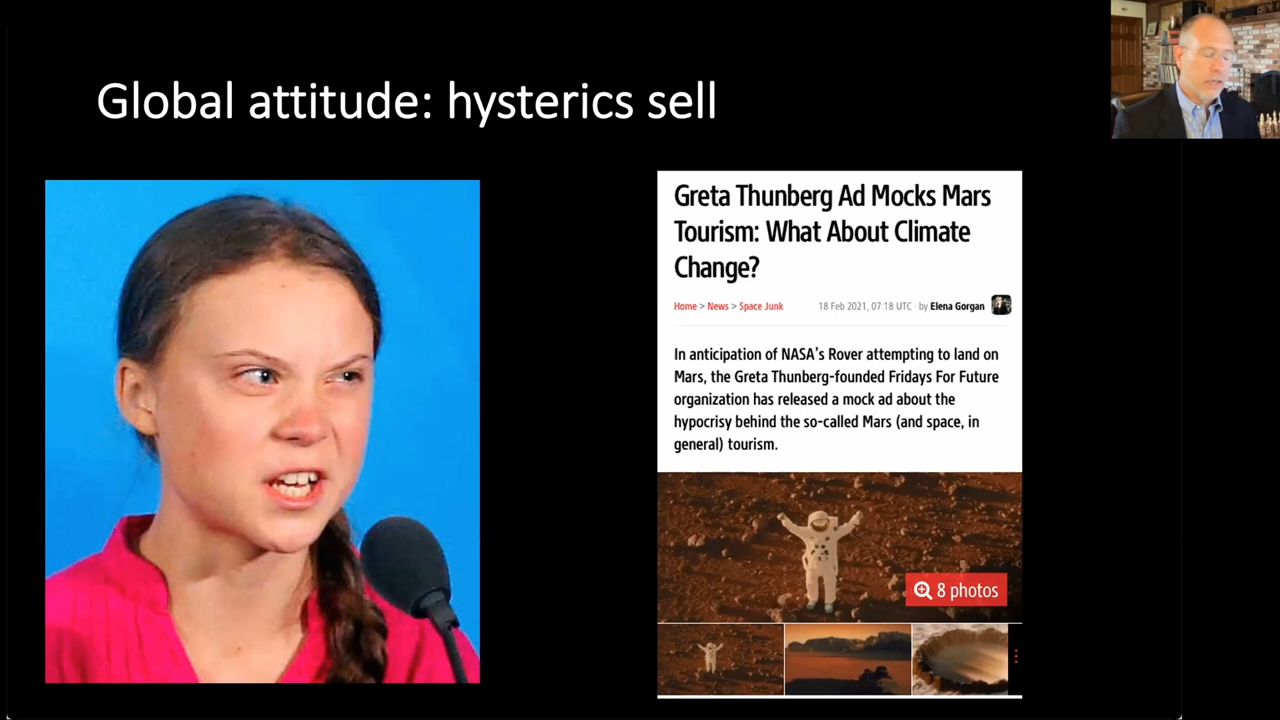 Global attitude: hysterics sell
Greta Thunberg Ad Mocks Mars
Tourism: What About Climate
Change?
Home > News > Space Junk
18 Feb 2021, 07:18 UTC · by Elena Gorgan
In anticipation of NASA's Rover attempting to land on
Mars, the Greta Thunberg-founded Fridays For Future
organization has released a mock ad about the
hypocrisy behind the so-called Mars (and space, in
general) tourism.
8 photos